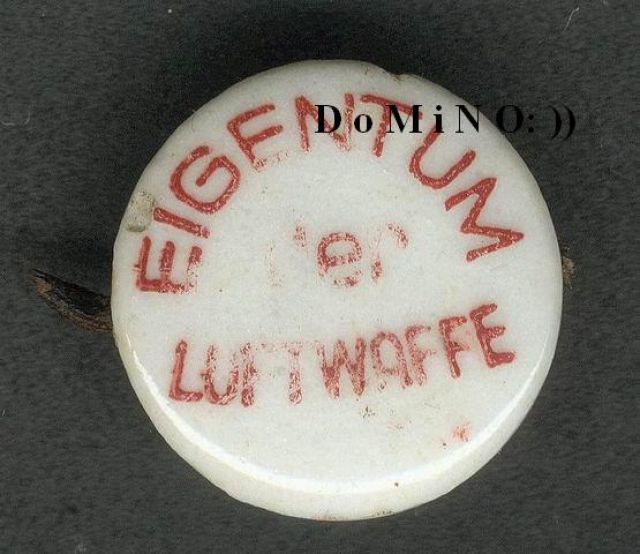 DoMiNO: ))
EIGENTUM
der
LUFTWAFFE